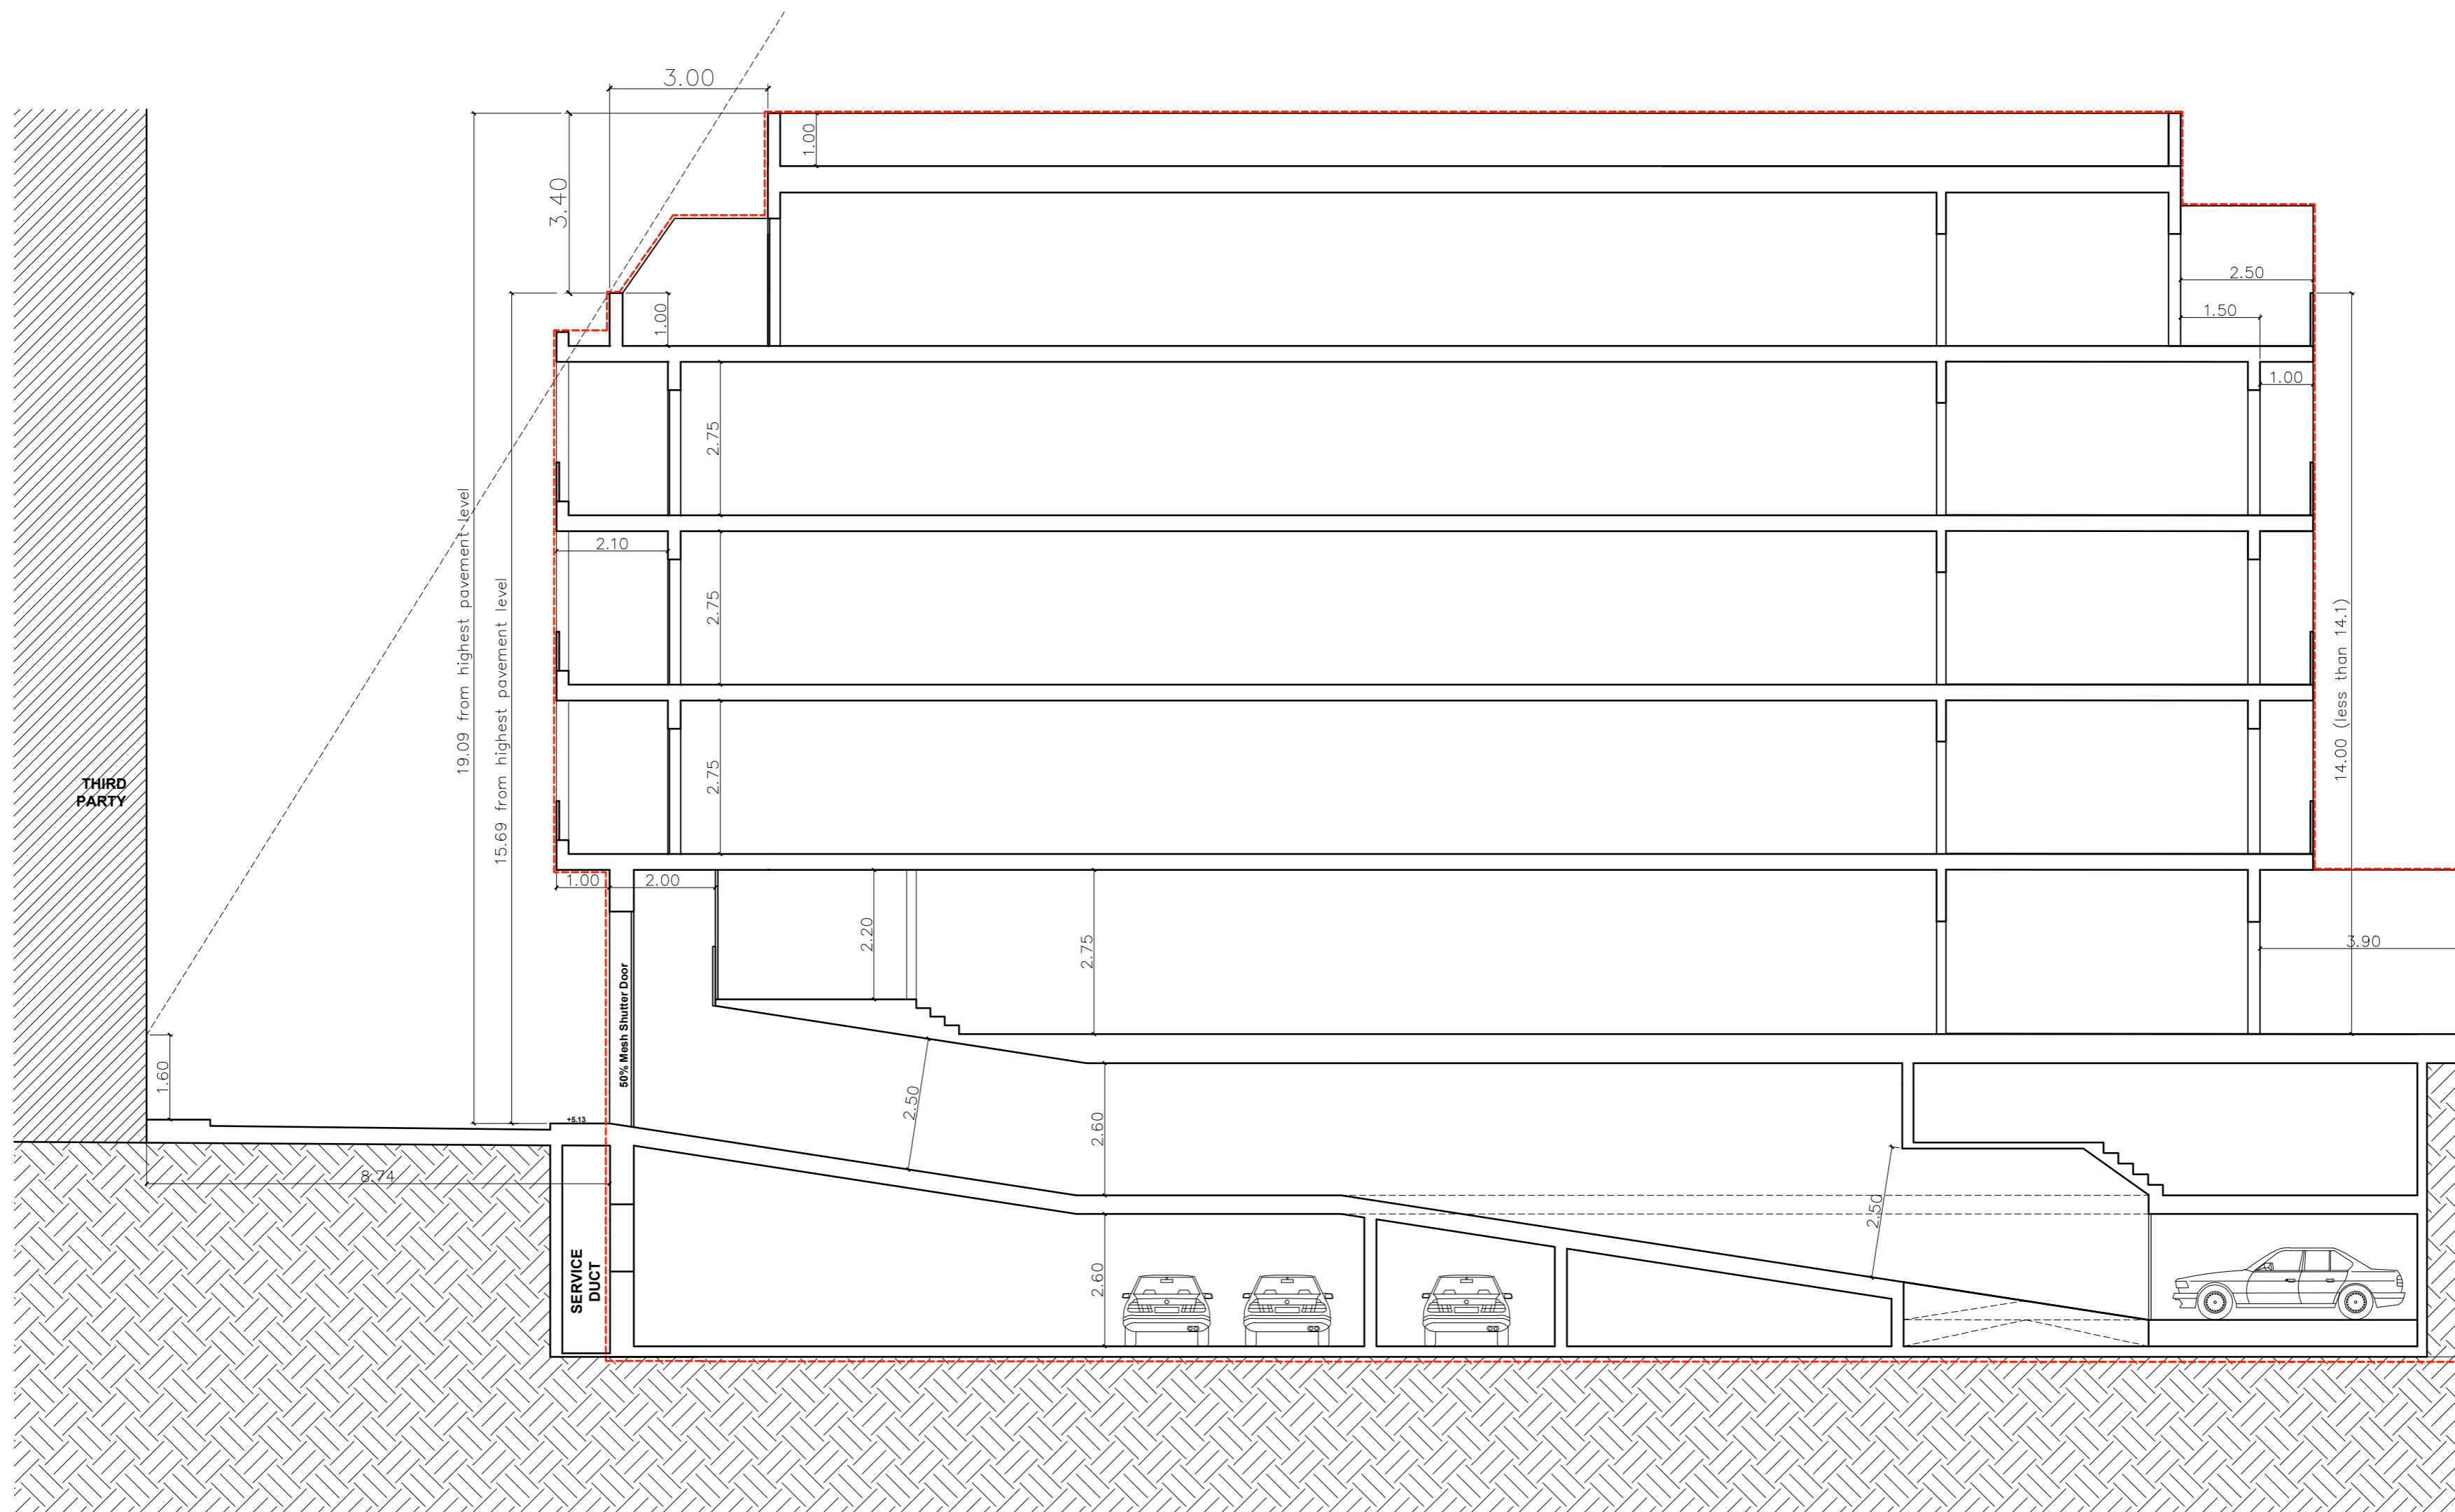 3.00
1.00
3.40
2.50
1.00
1.50
1.00
2.75
19.09 from highest pavement level
2.10
15.69 from highest pavement level
2.75
14.00 (less than 14.1)
2.75
THIRD
PARTY
1.00
2.00
2.20
2.75
3.90
50% Mesh Shutter Door
1.60
2.50
2.60
+5.13
8.74
2.50
SERVICE
DUCT
2.60